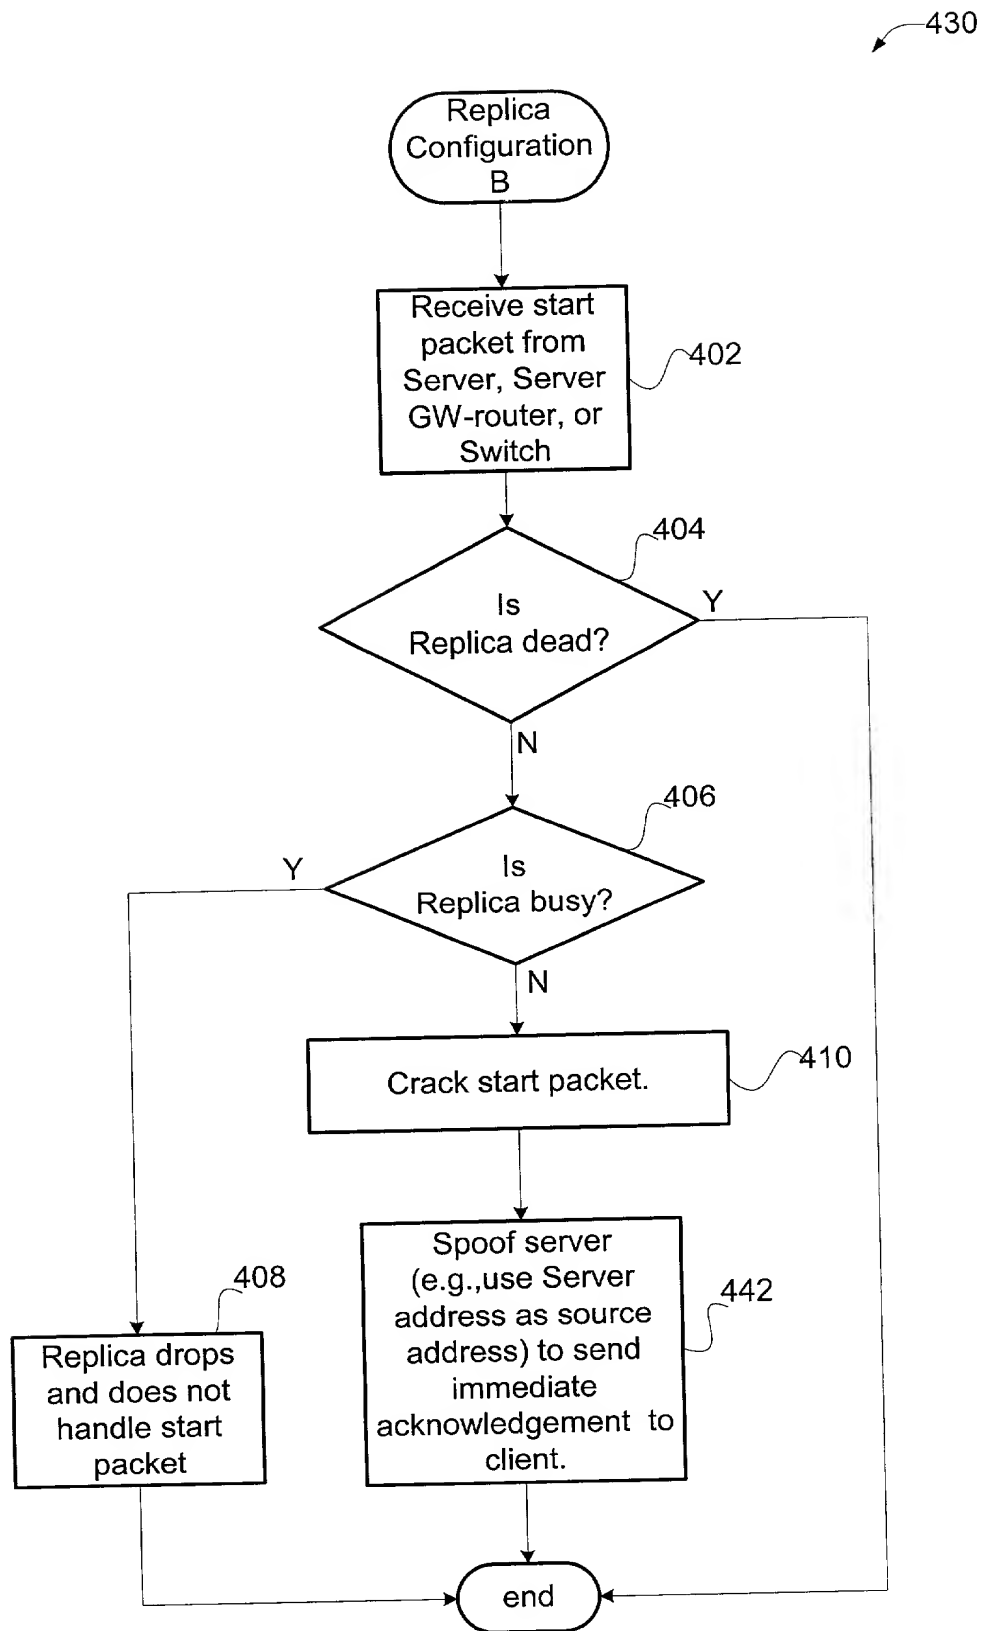 430
Replica
Configuration
B
Receive start
packet from
Server, Server
GW-router, or
Switch
402
404
Is
Replica dead?
Y
N
406
Is
Replica busy?
Y
N
Crack start packet.
410
Spoof server
(e.g.,use Server
address as source
address) to send
immediate
acknowledgement to
client.
442
408
Replica drops
and does not
handle start
packet
end